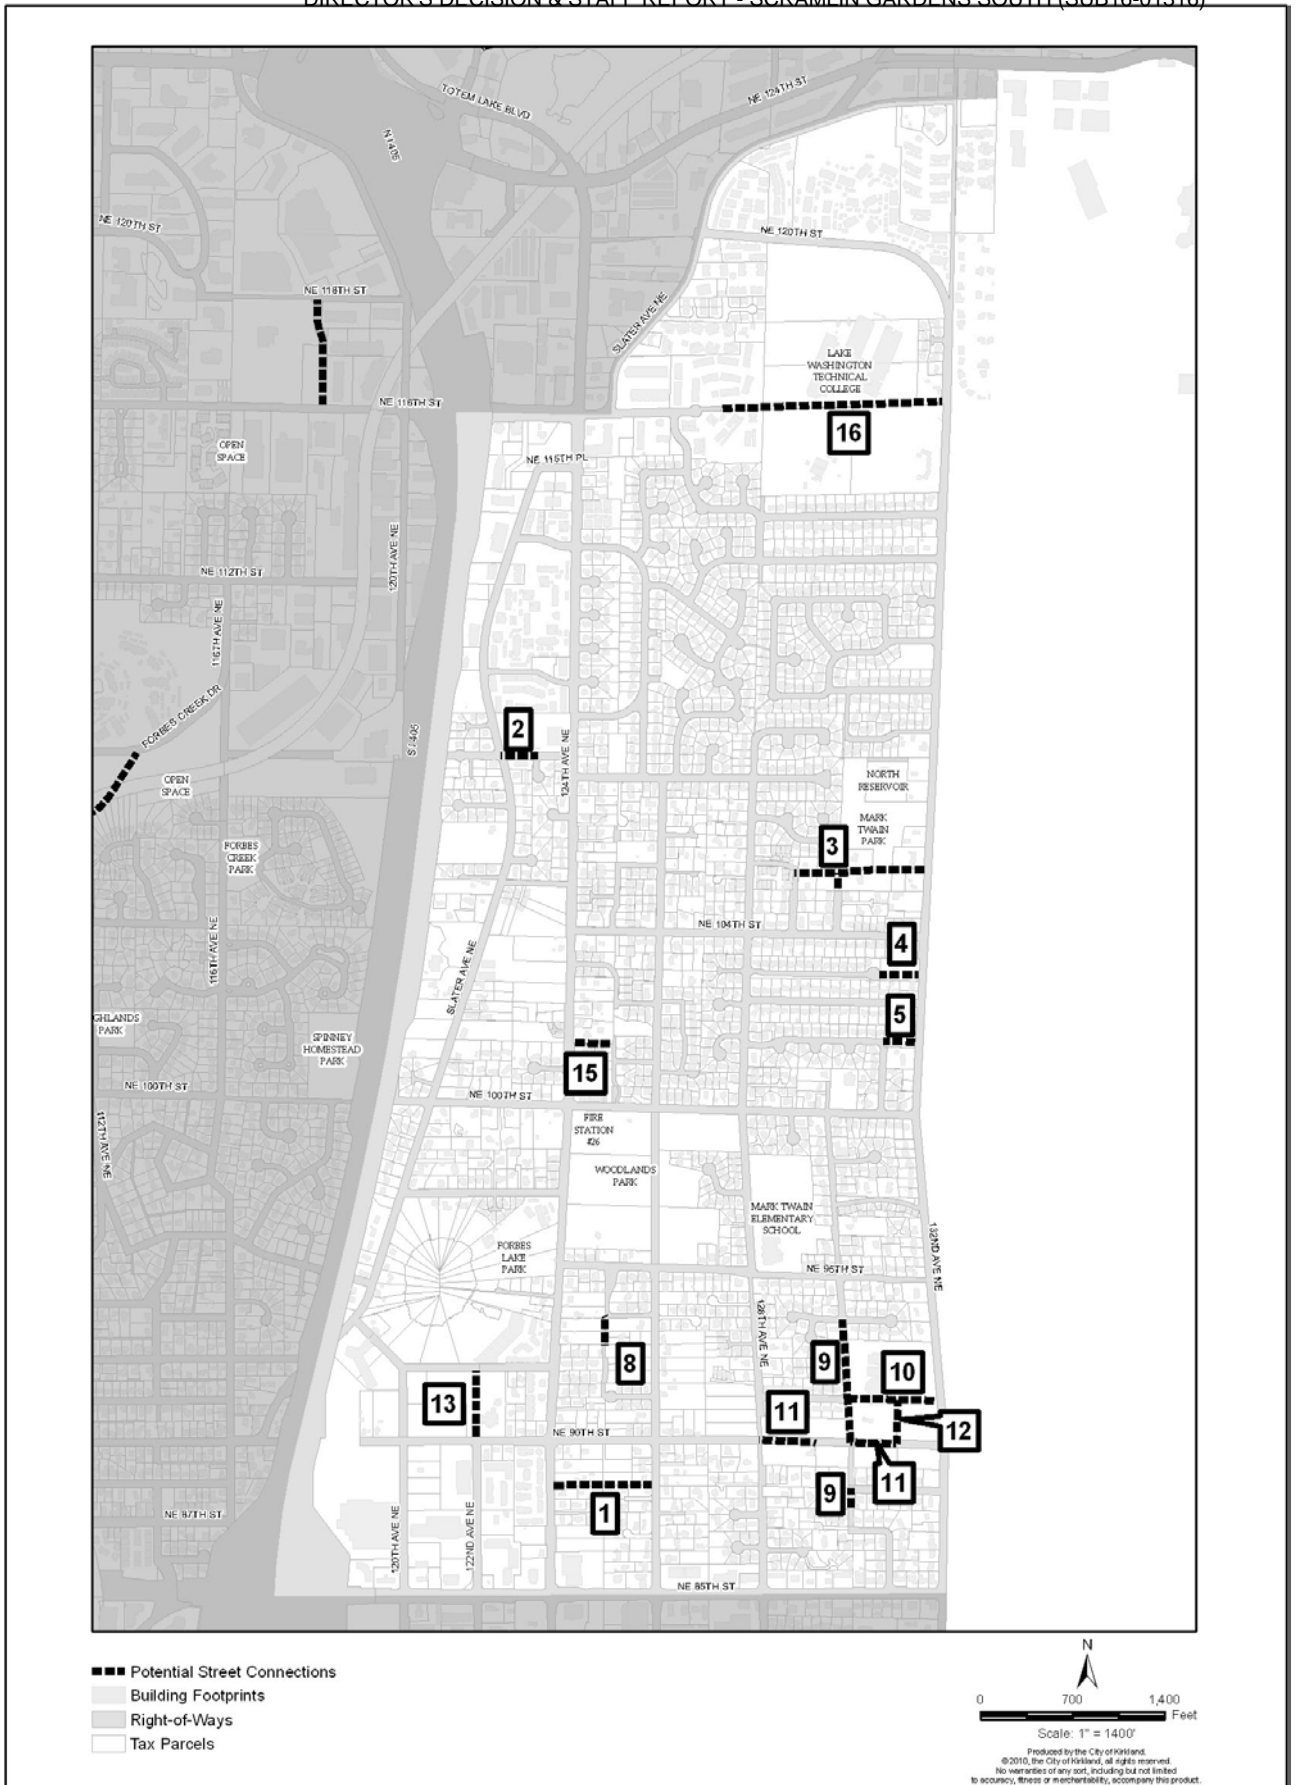 DIRECTOR'S DECISION & STAFF REPORT - SCRAMLIN GARDENS SOUTH (SUB16-01516)
TOTEM LAKE BLVD
NE 124TH ST
N I 405
NE 120TH ST
NE 120TH ST
NE 118TH ST
SLATER AVE NE
LAKE
WASHINGTON
TECHNICAL
COLLEGE
NE 116TH ST
16
OPEN
SPACE
NE 115TH PL
120TH AVE NE
NE 112TH ST
116TH AVE NE
FORBES CREEK DR
S I 405
2
124TH AVE NE
OPEN
SPACE
NORTH
RESERVOIR
MARK
TWAIN
PARK
3
FORBES
CREEK
PARK
NE 104TH ST
4
116TH AVE NE
SLATER AVE NE
5
GHLANDS
PARK
SPINNEY
HOMESTEAD
PARK
15
NE 100TH ST
NE 100TH ST
112TH AVE NE
FIRE
STATION
#26
WOODLANDS
PARK
MARK TWAIN
ELEMENTARY
SCHOOL
FORBES
LAKE
PARK
132ND AVE NE
NE 95TH ST
128TH AVE NE
8
9
10
13
11
12
NE 90TH ST
11
9
1
NE 87TH ST
120TH AVE NE
122ND AVE NE
NE 85TH ST
Potential Street Connections
Building Footprints
Right-of-Ways
Tax Parcels
N
0 700 1,400
Feet
Scale: 1" = 1400'
Produced by the City of Kirkland.
© 2010, the City of Kirkland, all rights reserved.
No warranties of any sort, including but not limited
to accuracy, fitness or merchantability, accompany this product.